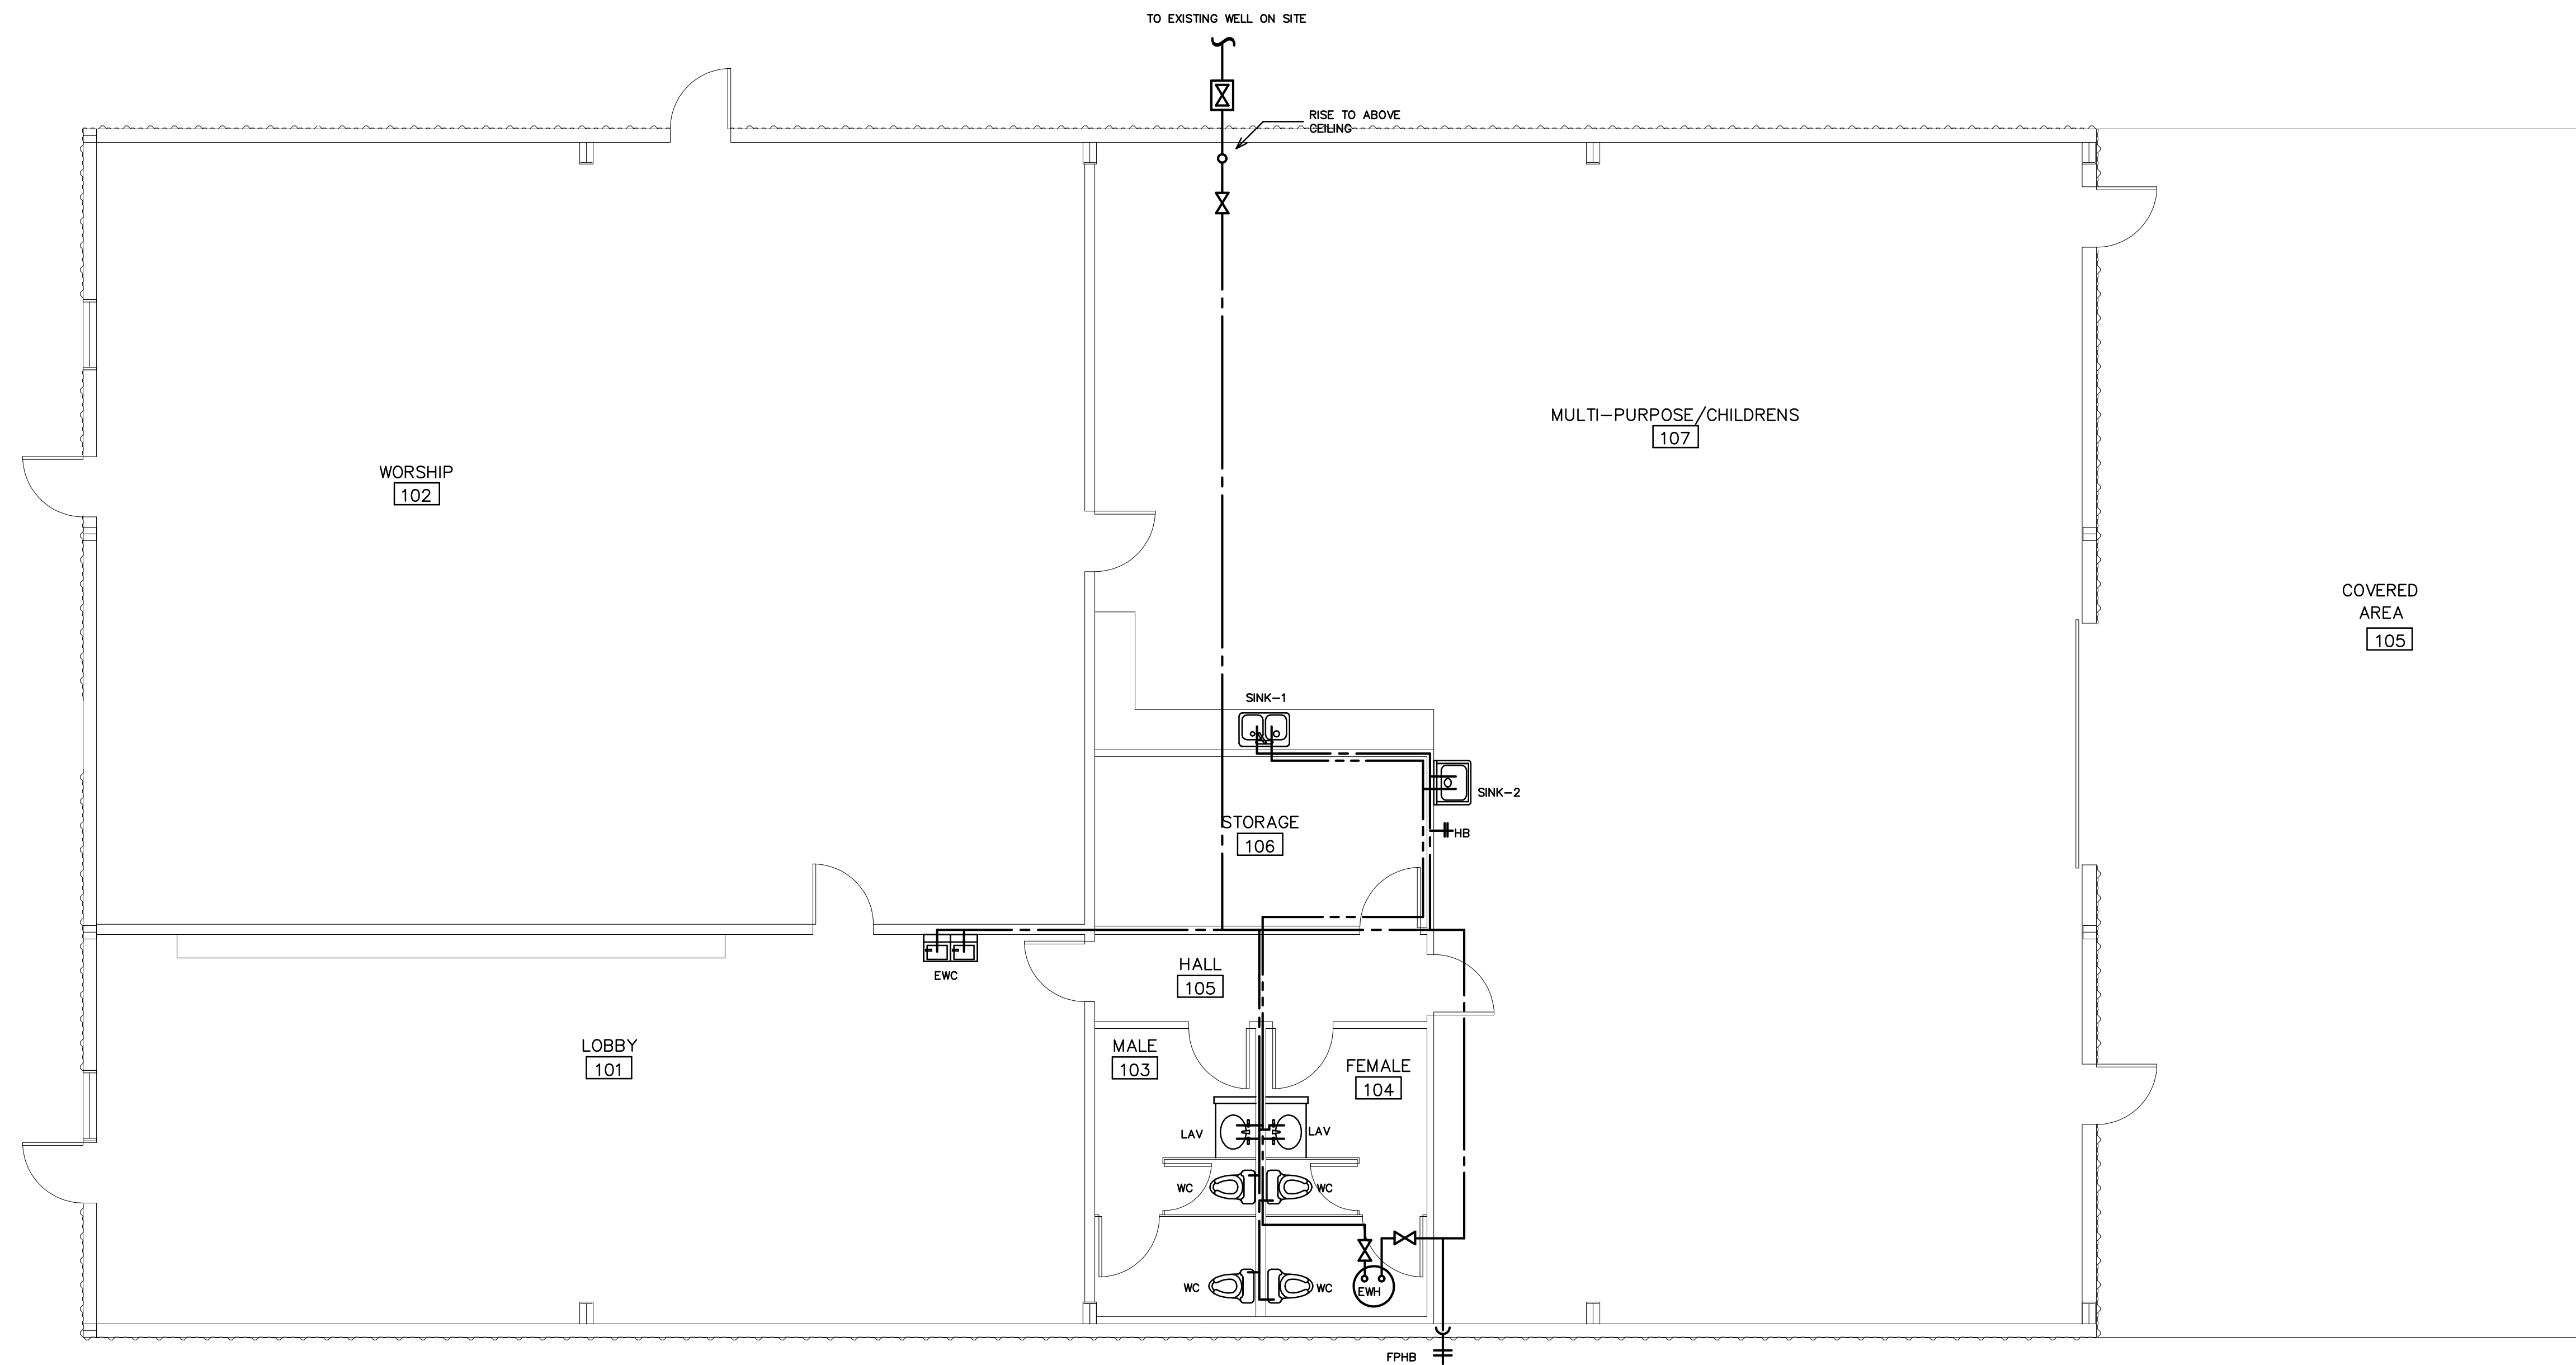 TO EXISTING WELL ON SITE
RISE TO ABOVE
CEILING
MULTI-PURPOSE/CHILDRENS
107
WORSHIP
102
COVERED
AREA
105
SINK-1
SINK-2
STORAGE
106
HB
EWC
HALL
105
LOBBY
101
MALE
103
FEMALE
104
LAV
LAV
WC
WC
WC
WC
EWH
FPHB